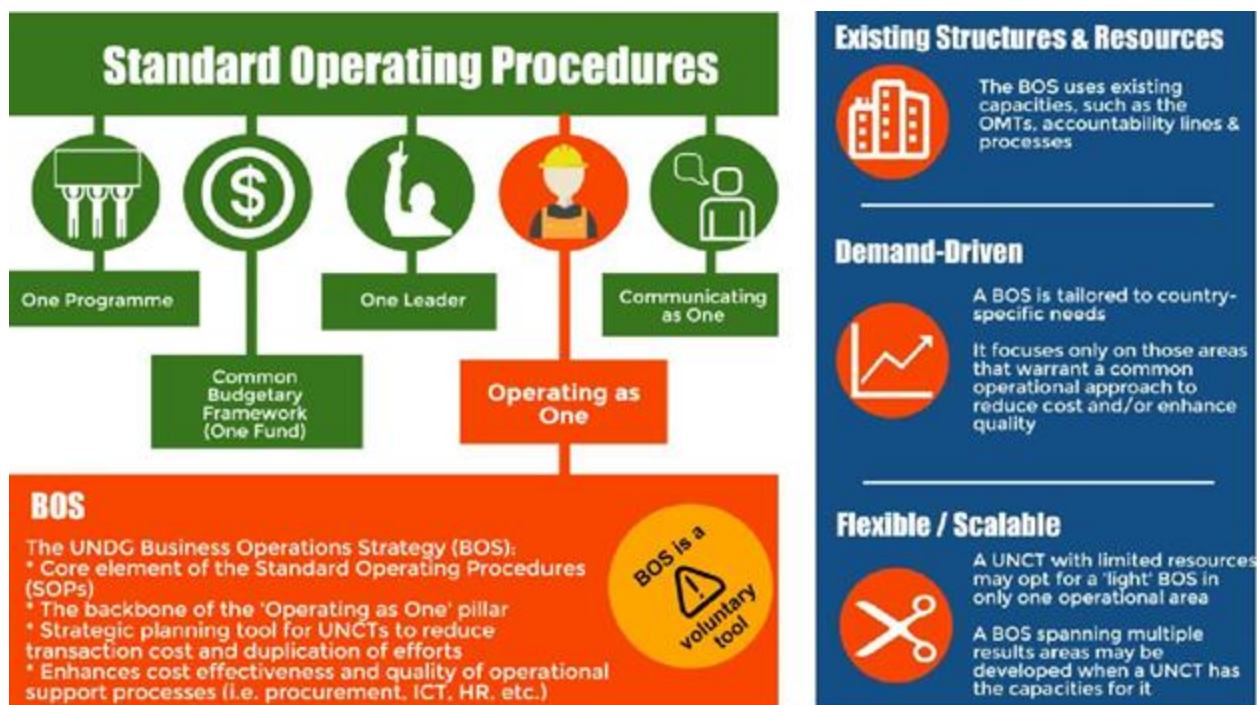 Standard Operating Procedures
$
One Programme
Common
Budgetary
Framework
(One Fund)
One Leader
Operating as
One
Communicating
as One
BOS
The UNDG Business Operations Strategy (BOS):
* Core element of the Standard Operating Procedures
(SOPs)
* The backbone of the 'Operating as One' pillar
* Strategic planning tool for UNCTs to reduce
transaction cost and duplication of efforts
* Enhances cost effectiveness and quality of operational
support processes (i.e. procurement, ICT, HR, etc.)
BOS is a
!
voluntary
tool
Existing Structures & Resources
The BOS uses existing
capacities, such as the
OMTs, accountability lines &
processes
Demand-Driven
A BOS is tailored to country-
specific needs
It focuses only on those areas
that warrant a common
operational approach to
reduce cost and/or enhance
quality
Flexible / Scalable
A UNCT with limited resources
may opt for a 'light' BOS in
only one operational area
A BOS spanning multiple
results areas may be
developed when a UNCT has
the capacities for it